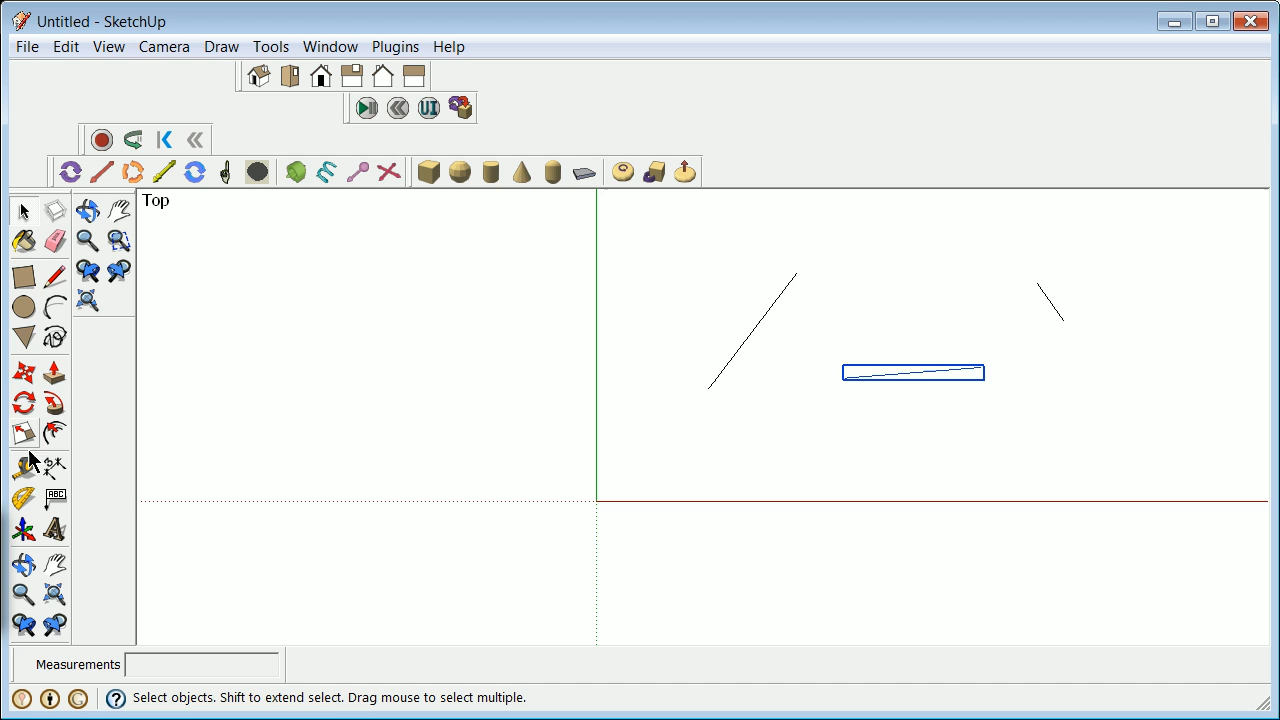 Untitled - SketchUp
File Edit View Camera Draw Tools Window Plugins Help
UI
Top
ABC
Measurements
Select objects. Shift to extend select. Drag mouse to select multiple.